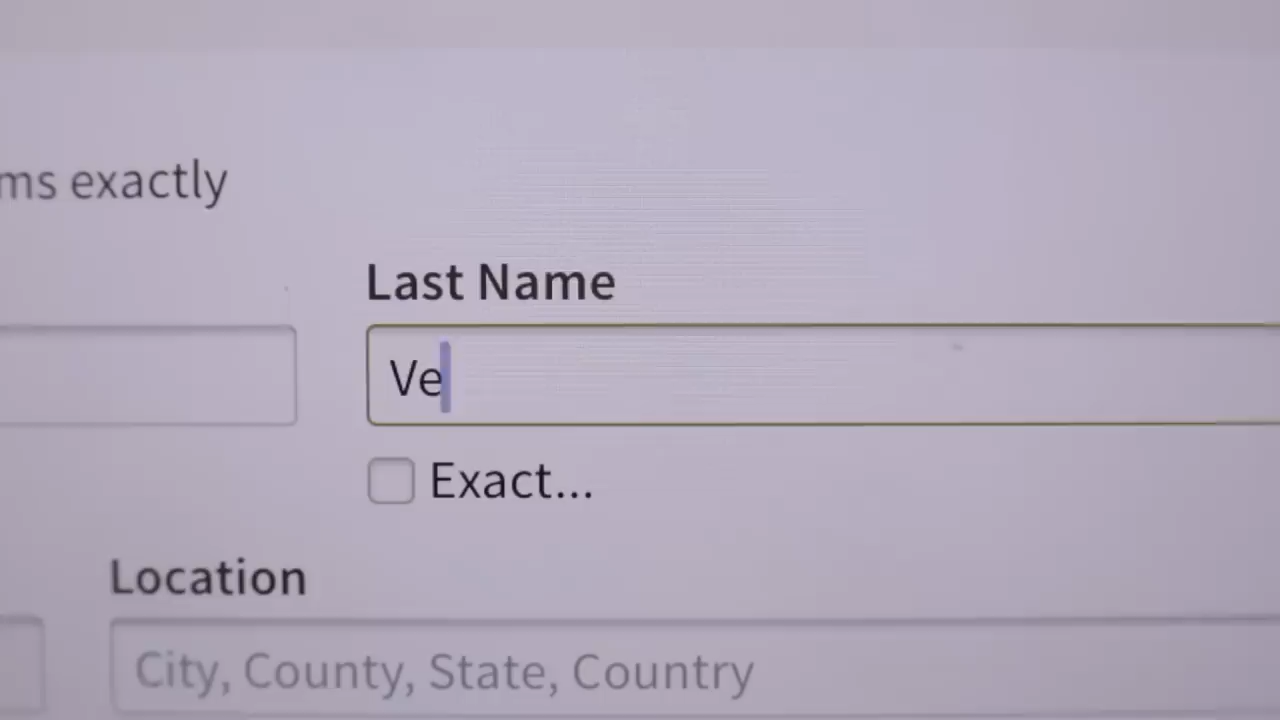 ms exactly
Last Name
Ve
Exact...
Location
City, County, State, Country